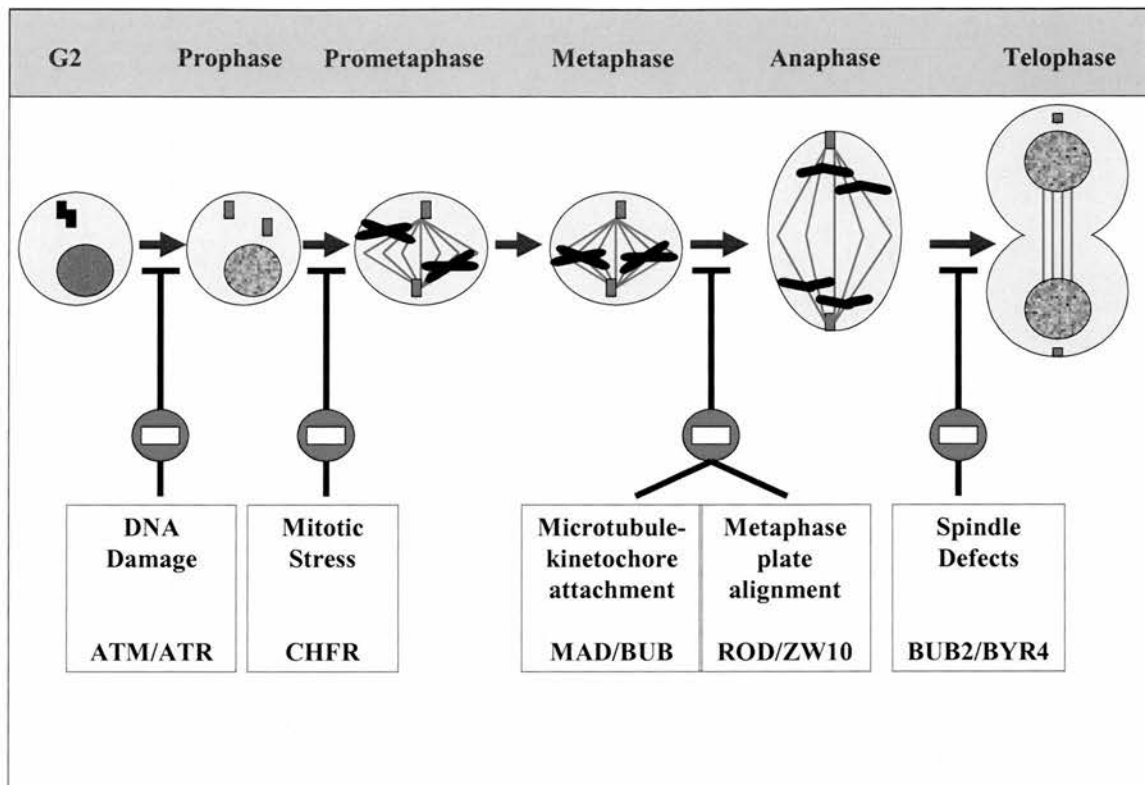 G2 Prophase Prometaphase Metaphase Anaphase Telophase
DNA
Damage
ATM/ATR
Mitotic
Stress
CHFR
Microtubule-
kinetochore
attachment
MAD/BUB
Metaphase
plate
alignment
ROD/ZW10
Spindle
Defects
BUB2/BYR4